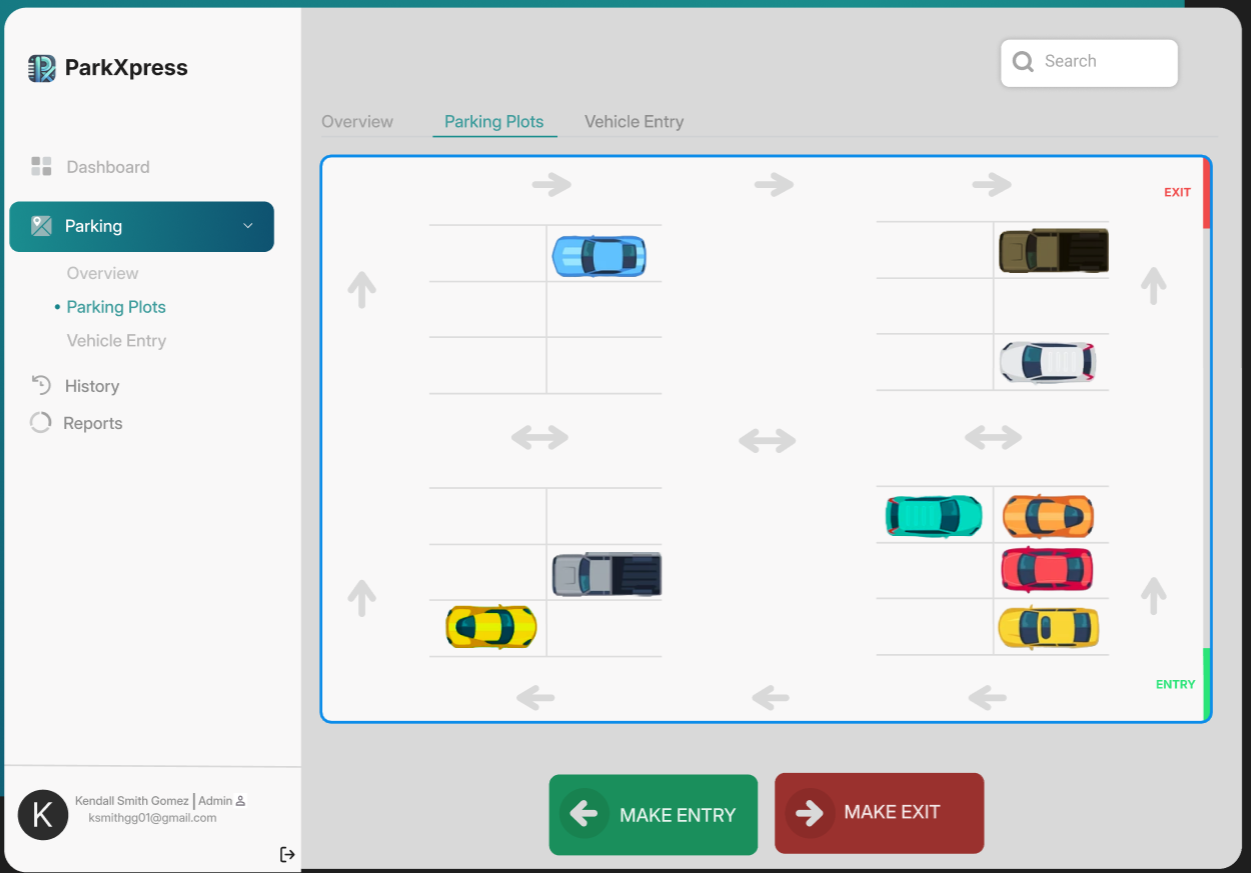 ParkXpress
Search
Overview
Parking Plots
Vehicle Entry
Dashboard
Parking
Overview
Parking Plots
Vehicle Entry
History
Reports
EXIT
ENTRY
K
Kendall Smith Gomez | Admin
ksmithgg01@gmail.com
MAKE ENTRY
MAKE EXIT